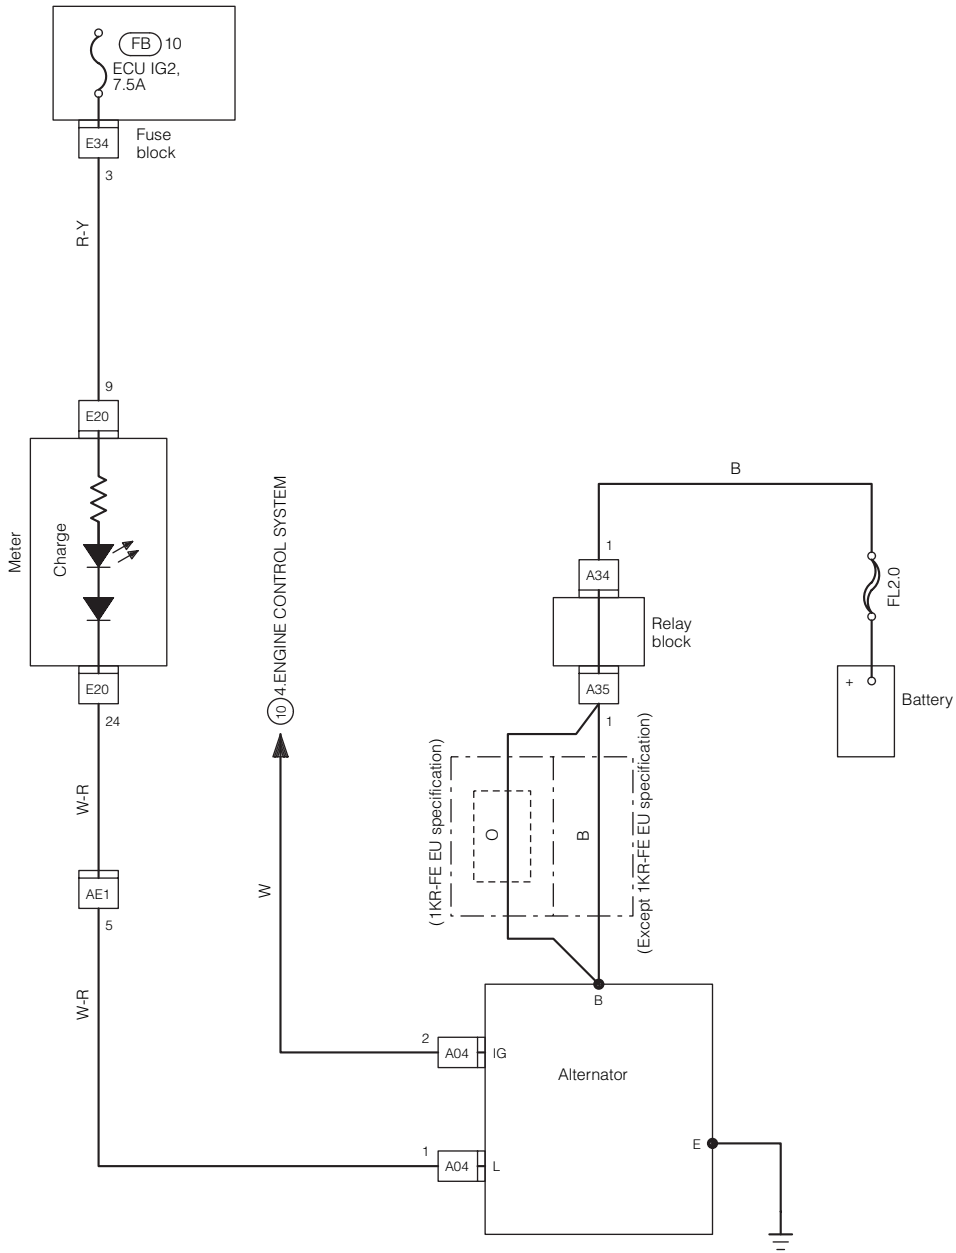 FB 10
ECU IG2,
7.5A
E34
Fuse
block
3
R-Y
9
E20
Meter
Charge
E20
24
W-R
AE1
5
W-R
10 4.ENGINE CONTROL SYSTEM
W
B
1
A34
Relay
block
A35
1
FL2.0
+
Battery
(1KR-FE EU specification)
O
B
(Except 1KR-FE EU specification)
B
2
A04
IG
Alternator
E
1
A04
L